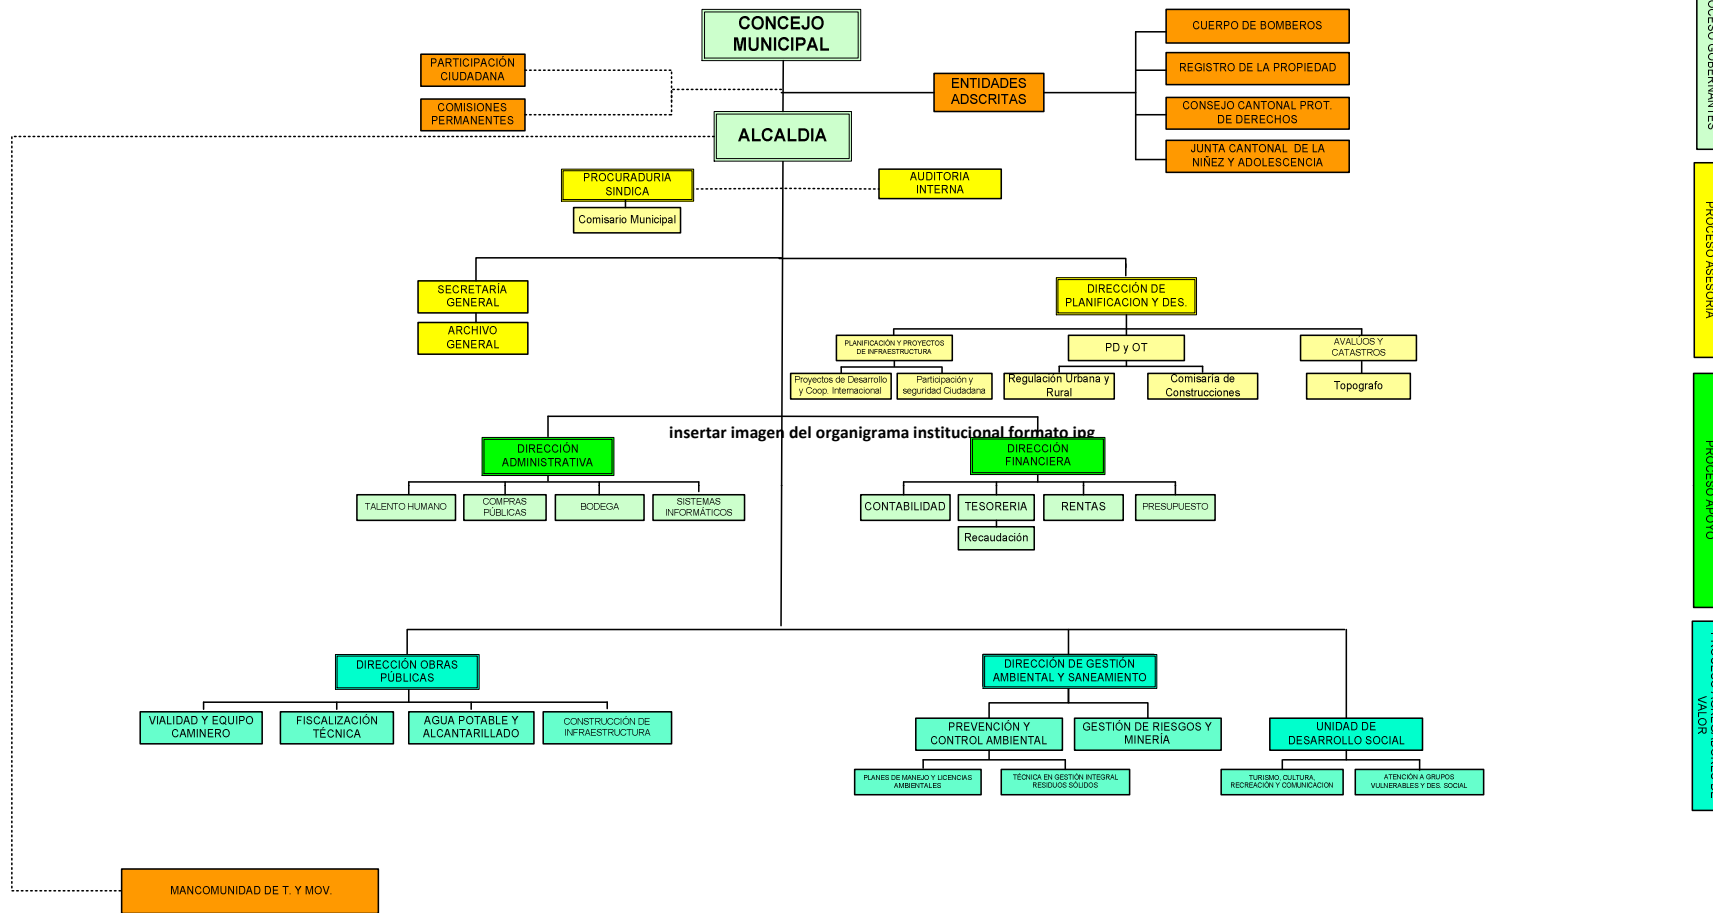 CONCEJO
MUNICIPAL
CUERPO DE BOMBEROS
PARTICIPACIÓN
CIUDADANA
REGISTRO DE LA PROPIEDAD
ENTIDADES
ADSCRITAS
COMISIONES
PERMANENTES
CONSEJO CANTONAL PROT.
DE DERECHOS
ALCALDIA
JUNTA CANTONAL DE LA
NIÑEZ Y ADOLESCENCIA
PROCURADURIA
SINDICA
AUDITORIA
INTERNA
Comisario Municipal
SECRETARÍA
GENERAL
DIRECCIÓN DE
PLANIFICACION Y DES.
ARCHIVO
GENERAL
PLANIFICACIÓN Y PROYECTOS
DE INFRAESTRUCTURA
PD y OT
AVALÚOS Y
CATASTROS
Proyectos de Desarrollo
y Coop. Internacional
Participación y
seguridad Ciudadana
Regulación Urbana y
Rural
Comisaría de
Construcciones
Topografo
insertar imagen del organigrama institucional formato jpg
DIRECCIÓN
ADMINISTRATIVA
DIRECCIÓN
FINANCIERA
TALENTO HUMANO
COMPRAS
PÚBLICAS
BODEGA
SISTEMAS
INFORMÁTICOS
CONTABILIDAD
TESORERIA
RENTAS
PRESUPUESTO
Recaudación
DIRECCIÓN OBRAS
PÚBLICAS
DIRECCIÓN DE GESTIÓN
AMBIENTAL Y SANEAMIENTO
VIALIDAD Y EQUIPO
CAMINERO
FISCALIZACIÓN
TÉCNICA
AGUA POTABLE Y
ALCANTARILLADO
CONSTRUCCIÓN DE
INFRAESTRUCTURA
PREVENCIÓN Y
CONTROL AMBIENTAL
GESTIÓN DE RIESGOS Y
MINERÍA
UNIDAD DE
DESARROLLO SOCIAL
PLANES DE MANEJO Y LICENCIAS
AMBIENTALES
TÉCNICA EN GESTIÓN INTEGRAL
RESIDUOS SÓLIDOS
TURISMO, CULTURA,
RECREACIÓN Y COMUNICACION
ATENCIÓN A GRUPOS
VULNERABLES Y DES. SOCIAL
MANCOMUNIDAD DE T. Y MOV.
GOBERNANTES
PROCESO ASESORIA
PROCESO APOYO
VALOR